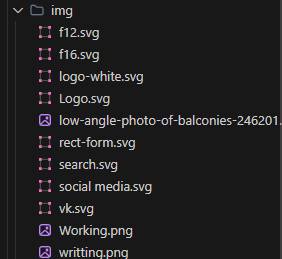 img
f12.svg
f16.svg
logo-white.svg
Logo.svg
low-angle-photo-of-balconies-246201.
rect-form.svg
search.svg
social media.svg
vk.svg
Working.png
writting.png